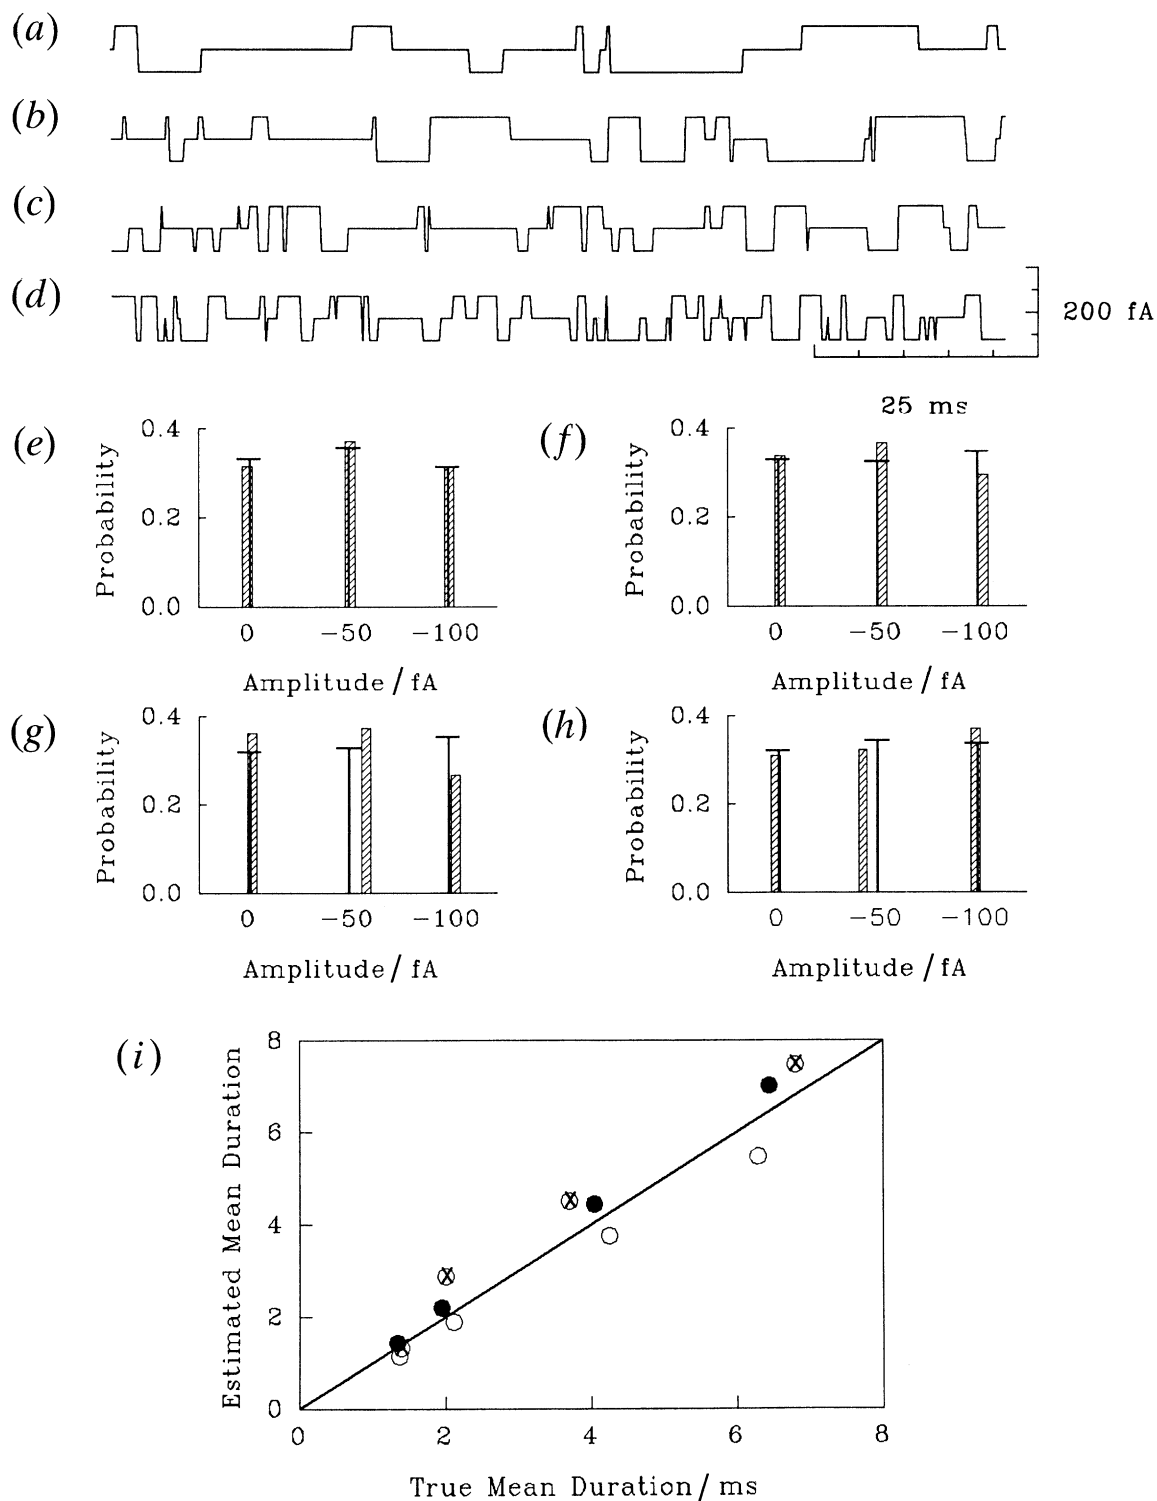 (a)
(b)
(c)
(d)
200 fA
25 ms
(e)
Probability
0.4
0.2
0.0
0 −50 −100
Amplitude / fA
(f)
Probability
0.4
0.2
0.0
0 −50 −100
Amplitude / fA
(g)
Probability
0.4
0.2
0.0
0 −50 −100
Amplitude / fA
(h)
Probability
0.4
0.2
0.0
0 −50 −100
Amplitude / fA
(i)
Estimated Mean Duration
8
6
4
2
0
0 2 4 6 8
True Mean Duration / ms